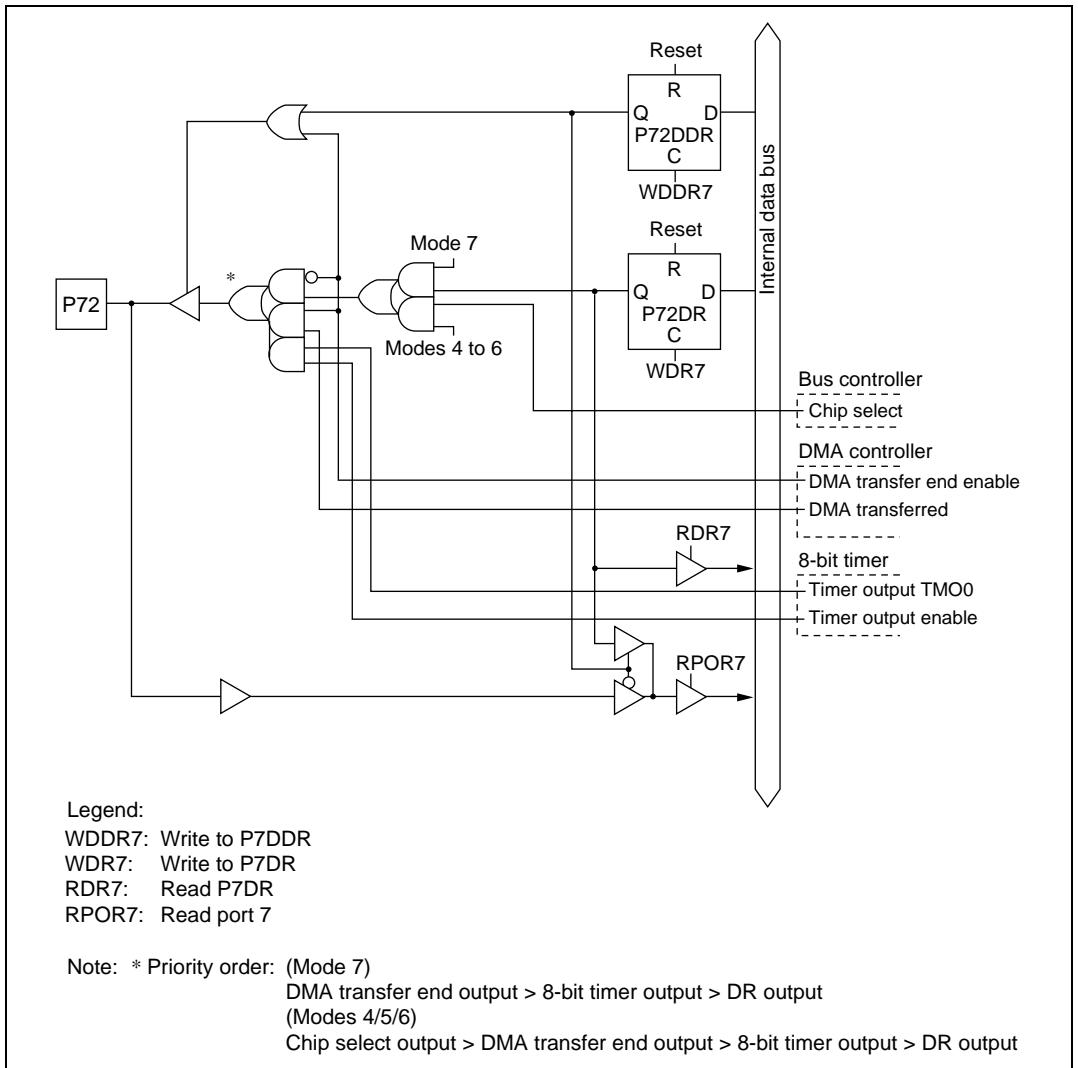 Reset
R
Q D
P72DDR
C
WDDR7
Internal data bus
Reset
R
Q D
P72DR
C
WDR7
Mode 7
*
P72
Modes 4 to 6
Bus controller
Chip select
DMA controller
DMA transfer end enable
DMA transferred
RDR7
8-bit timer
Timer output TMO0
Timer output enable
RPOR7
Legend:
WDDR7: Write to P7DDR
WDR7: Write to P7DR
RDR7: Read P7DR
RPOR7: Read port 7
Note: * Priority order: (Mode 7)
DMA transfer end output > 8-bit timer output > DR output
(Modes 4/5/6)
Chip select output > DMA transfer end output > 8-bit timer output > DR output